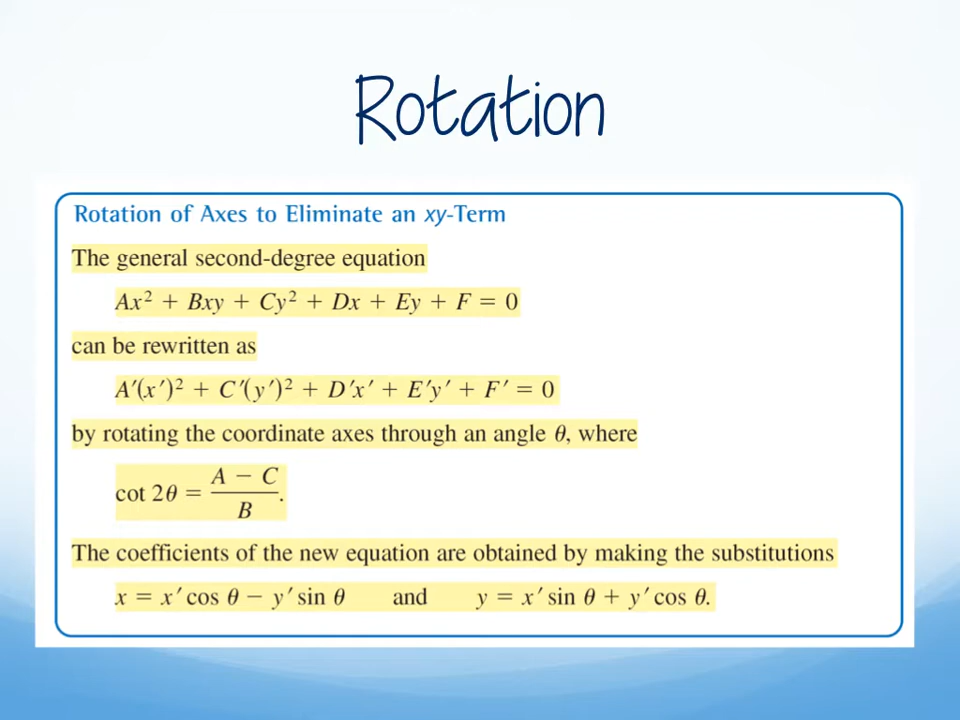 Rotation
Rotation of Axes to Eliminate an xy-Term
The general second-degree equation
Ax² + Bxy + Cy² + Dx + Ey + F = 0
can be rewritten as
A′(x′)² + C′(y′)² + D′x′ + E′y′ + F′ = 0
by rotating the coordinate axes through an angle θ, where
cot 2θ = (A − C)/B.
The coefficients of the new equation are obtained by making the substitutions
x = x′ cos θ − y′ sin θ and y = x′ sin θ + y′ cos θ.